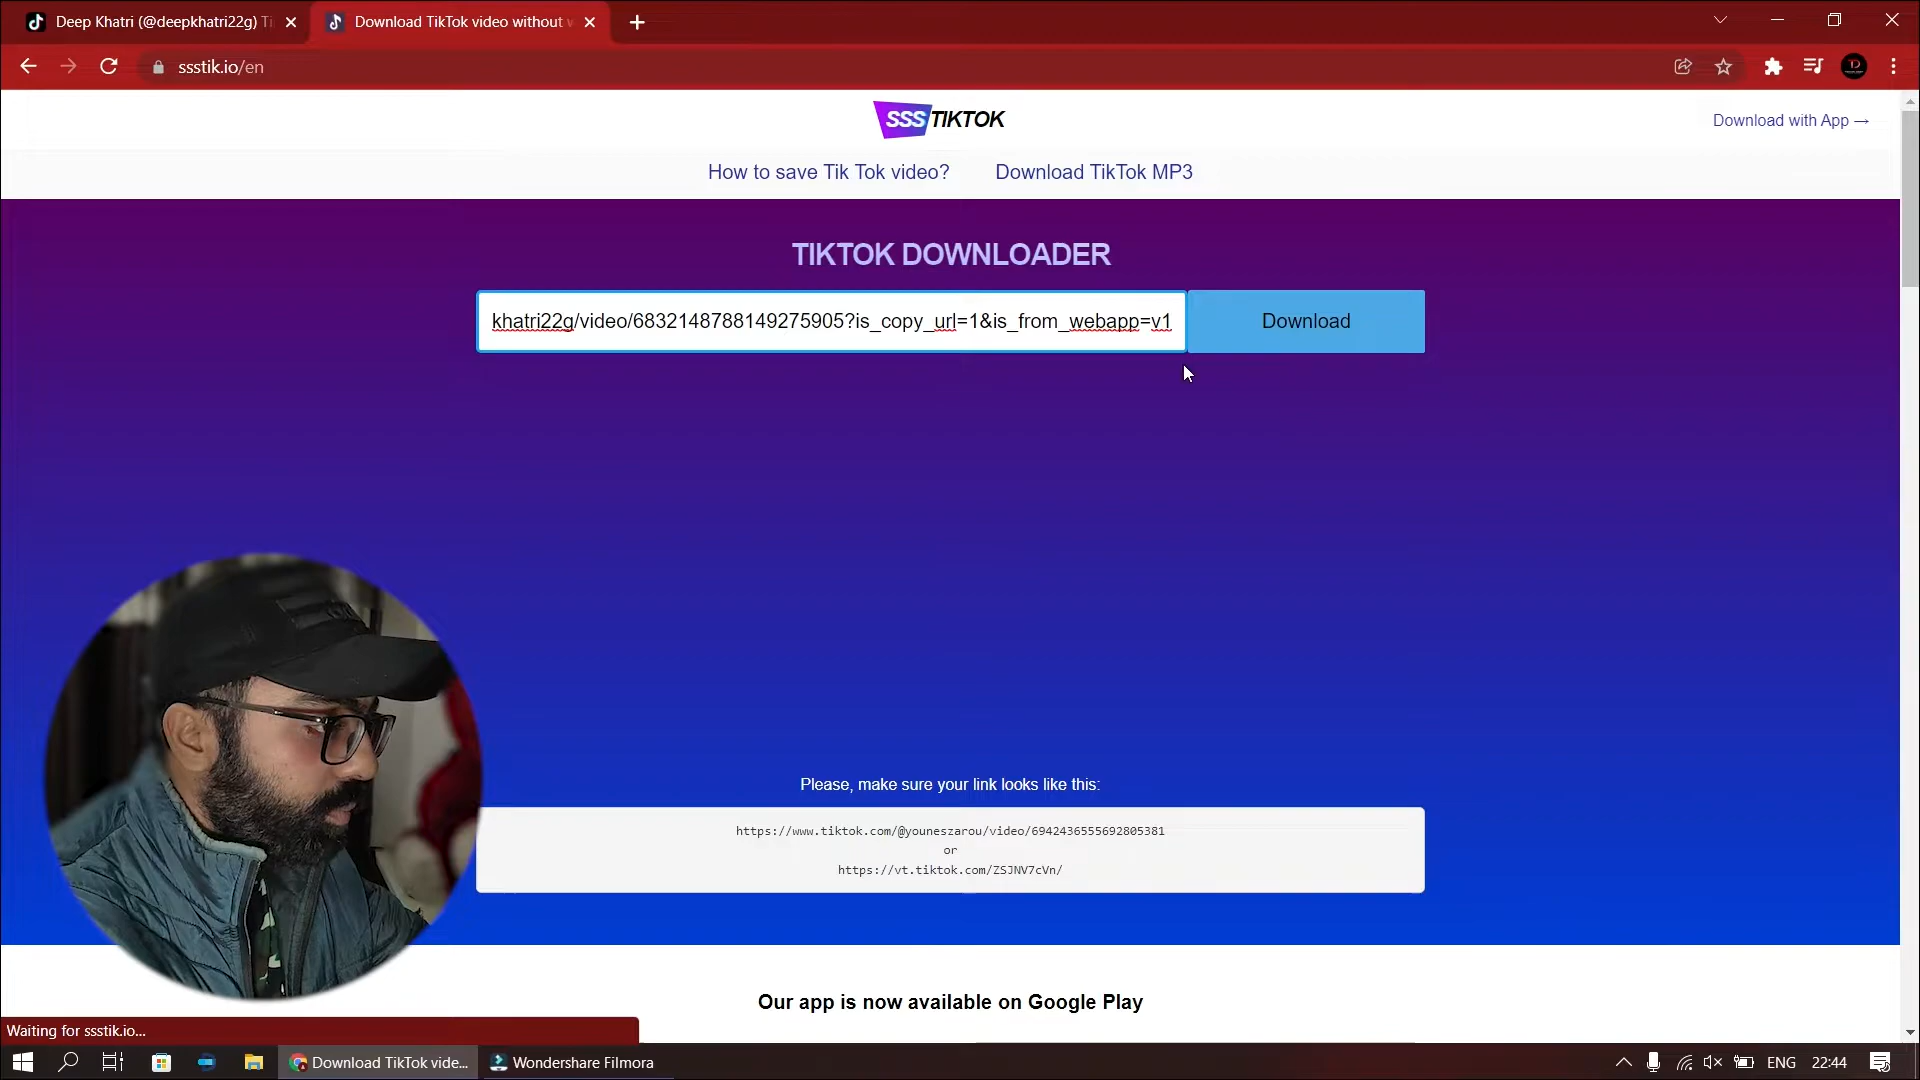 Deep Khatri (@deepkhatri22g) Ti
Download TikTok video without w
ssstik.io/en
SSSTIKTOK
Download with App →
How to save Tik Tok video?
Download TikTok MP3
TIKTOK DOWNLOADER
khatri22g/video/6832148788149275905?is_copy_url=1&is_from_webapp=v1
Download
Please, make sure your link looks like this:
https://www.tiktok.com/@youneszarou/video/6942436555692805381
or
https://vt.tiktok.com/ZSJNV7cVn/
Our app is now available on Google Play
Waiting for ssstik.io...
Download TikTok vide...
Wondershare Filmora
ENG
22:44